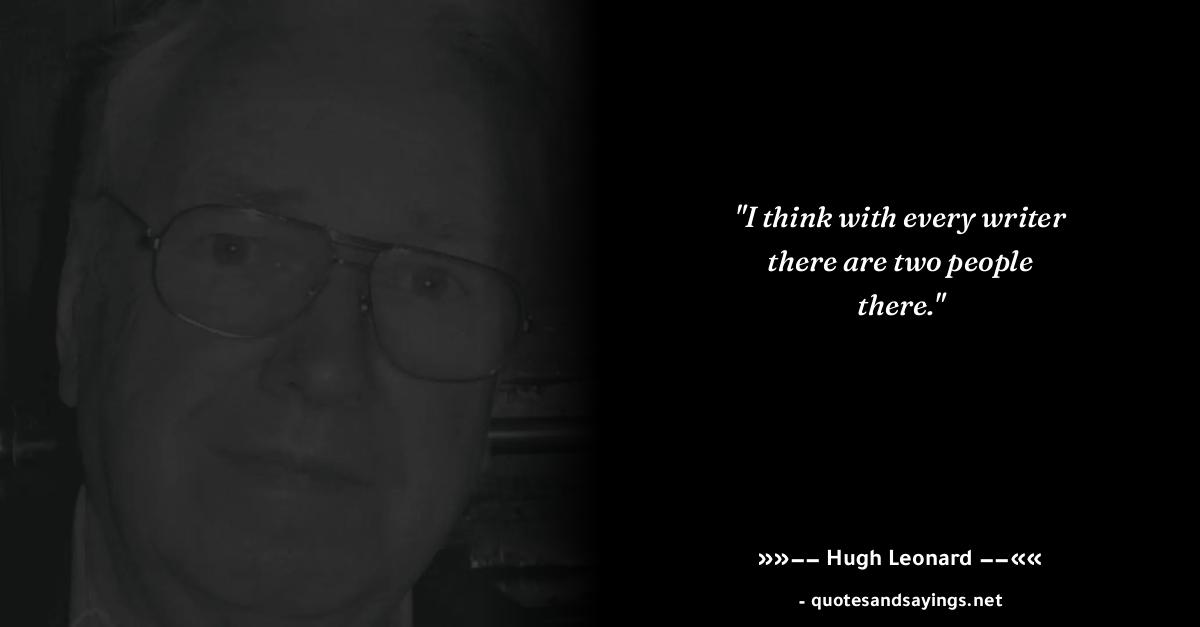 "I think with every writer
there are two people
there."
»»−− Hugh Leonard −−««
- quotesandsayings.net